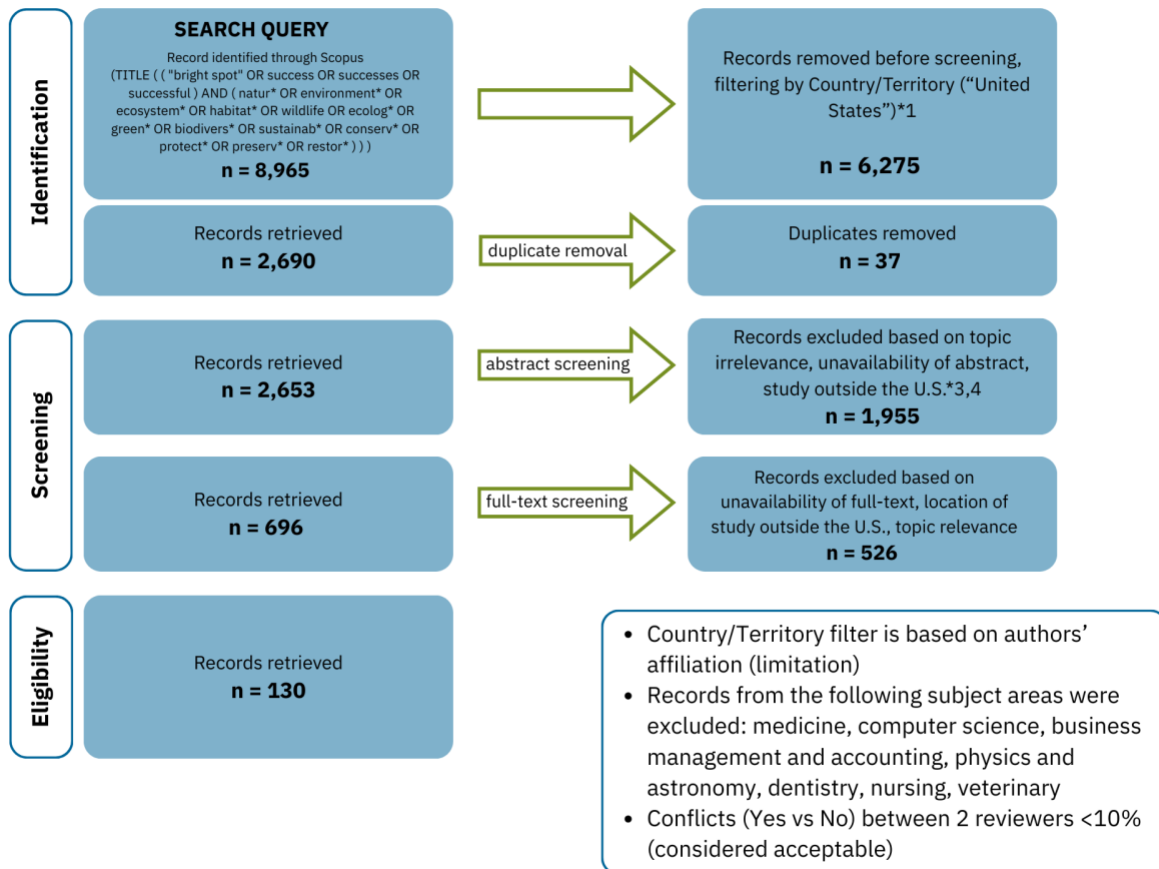 Identification
SEARCH QUERY
Record identified through Scopus
(TITLE ( ( "bright spot" OR success OR successes OR
successful ) AND ( natur* OR environment* OR
ecosystem* OR habitat* OR wildlife OR ecolog* OR
green* OR biodivers* OR sustainab* OR conserv* OR
protect* OR preserv* OR restor* ) ) )
n = 8,965
Records removed before screening,
filtering by Country/Territory (“United
States”)*1
n = 6,275
Records retrieved
n = 2,690
duplicate removal
Duplicates removed
n = 37
Screening
Records retrieved
n = 2,653
abstract screening
Records excluded based on topic
irrelevance, unavailability of abstract,
study outside the U.S.*3,4
n = 1,955
Records retrieved
n = 696
full-text screening
Records excluded based on
unavailability of full-text, location of
study outside the U.S., topic relevance
n = 526
Eligibility
Records retrieved
n = 130
• Country/Territory filter is based on authors’
affiliation (limitation)
• Records from the following subject areas were
excluded: medicine, computer science, business
management and accounting, physics and
astronomy, dentistry, nursing, veterinary
• Conflicts (Yes vs No) between 2 reviewers <10%
(considered acceptable)